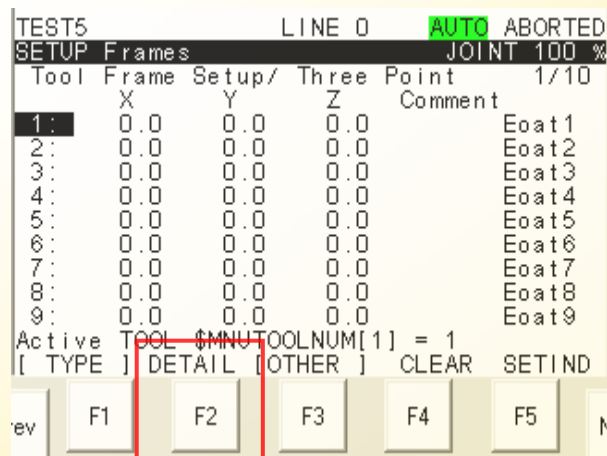 TEST5 LINE 0 AUTO ABORTED
SETUP Frames JOINT 100 %
Tool Frame Setup/ Three Point 1/10
X Y Z Comment
1: 0.0 0.0 0.0 Eoat1
2: 0.0 0.0 0.0 Eoat2
3: 0.0 0.0 0.0 Eoat3
4: 0.0 0.0 0.0 Eoat4
5: 0.0 0.0 0.0 Eoat5
6: 0.0 0.0 0.0 Eoat6
7: 0.0 0.0 0.0 Eoat7
8: 0.0 0.0 0.0 Eoat8
9: 0.0 0.0 0.0 Eoat9
Active TOOL $MNUTOOLNUM[1] = 1
[ TYPE ] DETAIL [OTHER ] CLEAR SETIND
ev F1 F2 F3 F4 F5